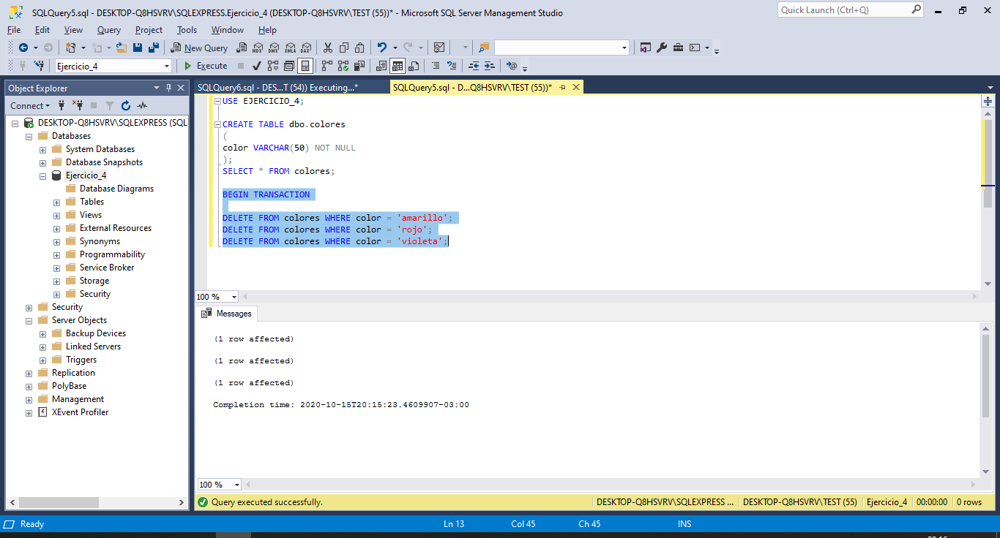 SQLQuery5.sql - DESKTOP-Q8HSVRV\SQLEXPRESS.Ejercicio_4 (DESKTOP-Q8HSVRV\TEST (55))* - Microsoft SQL Server Management Studio
Quick Launch (Ctrl+Q)
File Edit View Query Project Tools Window Help
New Query MDX DMX XMLA DAX
Ejercicio_4 Execute
Object Explorer
Connect
DESKTOP-Q8HSVRV\SQLEXPRESS (SQL
Databases
System Databases
Database Snapshots
Ejercicio_4
Database Diagrams
Tables
Views
External Resources
Synonyms
Programmability
Service Broker
Storage
Security
Security
Server Objects
Backup Devices
Linked Servers
Triggers
Replication
PolyBase
Management
XEvent Profiler
SQLQuery6.sql - DES...T (54)) Executing...*
SQLQuery5.sql - D...Q8HSVRV\TEST (55))*
USE EJERCICIO_4;
CREATE TABLE dbo.colores
(
color VARCHAR(50) NOT NULL
);
SELECT * FROM colores;
BEGIN TRANSACTION
DELETE FROM colores WHERE color = 'amarillo';
DELETE FROM colores WHERE color = 'rojo';
DELETE FROM colores WHERE color = 'violeta';
100 %
Messages
(1 row affected)
(1 row affected)
(1 row affected)
Completion time: 2020-10-15T20:15:23.4609907-03:00
100 %
Query executed successfully.
DESKTOP-Q8HSVRV\SQLEXPRESS ... DESKTOP-Q8HSVRV\TEST (55) Ejercicio_4 00:00:00 0 rows
Ready Ln 13 Col 45 Ch 45 INS